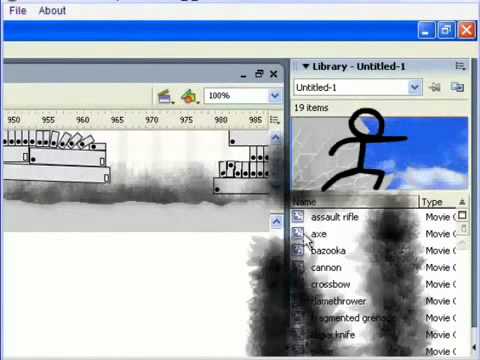 File About
Library - Untitled-1
Untitled-1
100%
19 items
945 950 955 960 965 970 975 980 985
Name Type
assault rifle Movie C
axe Movie C
bazooka Movie C
cannon Movie C
crossbow Movie C
flamethrower Movie C
fragmented grenade Movie C
knife Movie C